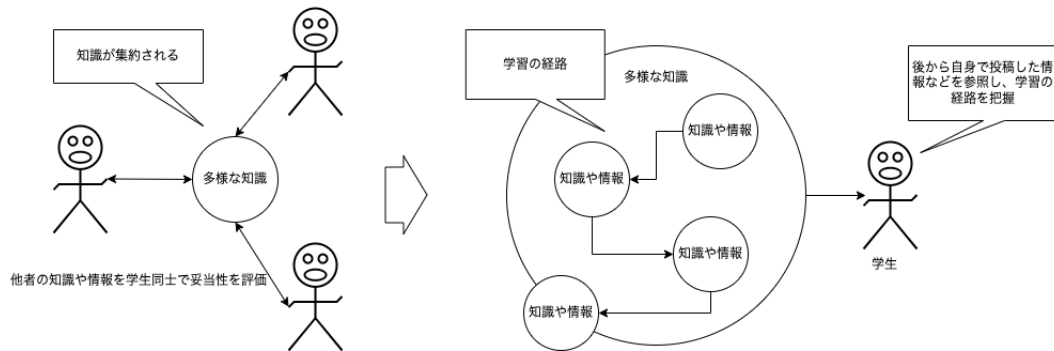 知識が集約される
多様な知識
他者の知識や情報を学生同士で妥当性を評価
学習の経路
多様な知識
知識や情報
知識や情報
知識や情報
知識や情報
後から自身で投稿した情
報などを参照し、学習の
経路を把握
学生